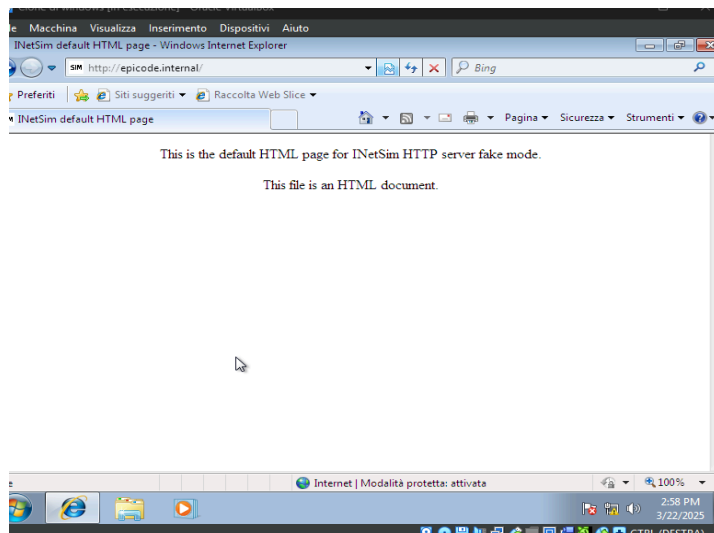 Macchina Visualizza Inserimento Dispositivi Aiuto
INetSim default HTML page - Windows Internet Explorer
SIM http://epicode.internal/ Bing
Preferiti Siti suggeriti Raccolta Web Slice
INetSim default HTML page Pagina Sicurezza Strumenti
This is the default HTML page for INetSim HTTP server fake mode.
This file is an HTML document.
Internet | Modalità protetta: attivata 100%
2:58 PM
3/22/2025
CTRL (DESTRA)